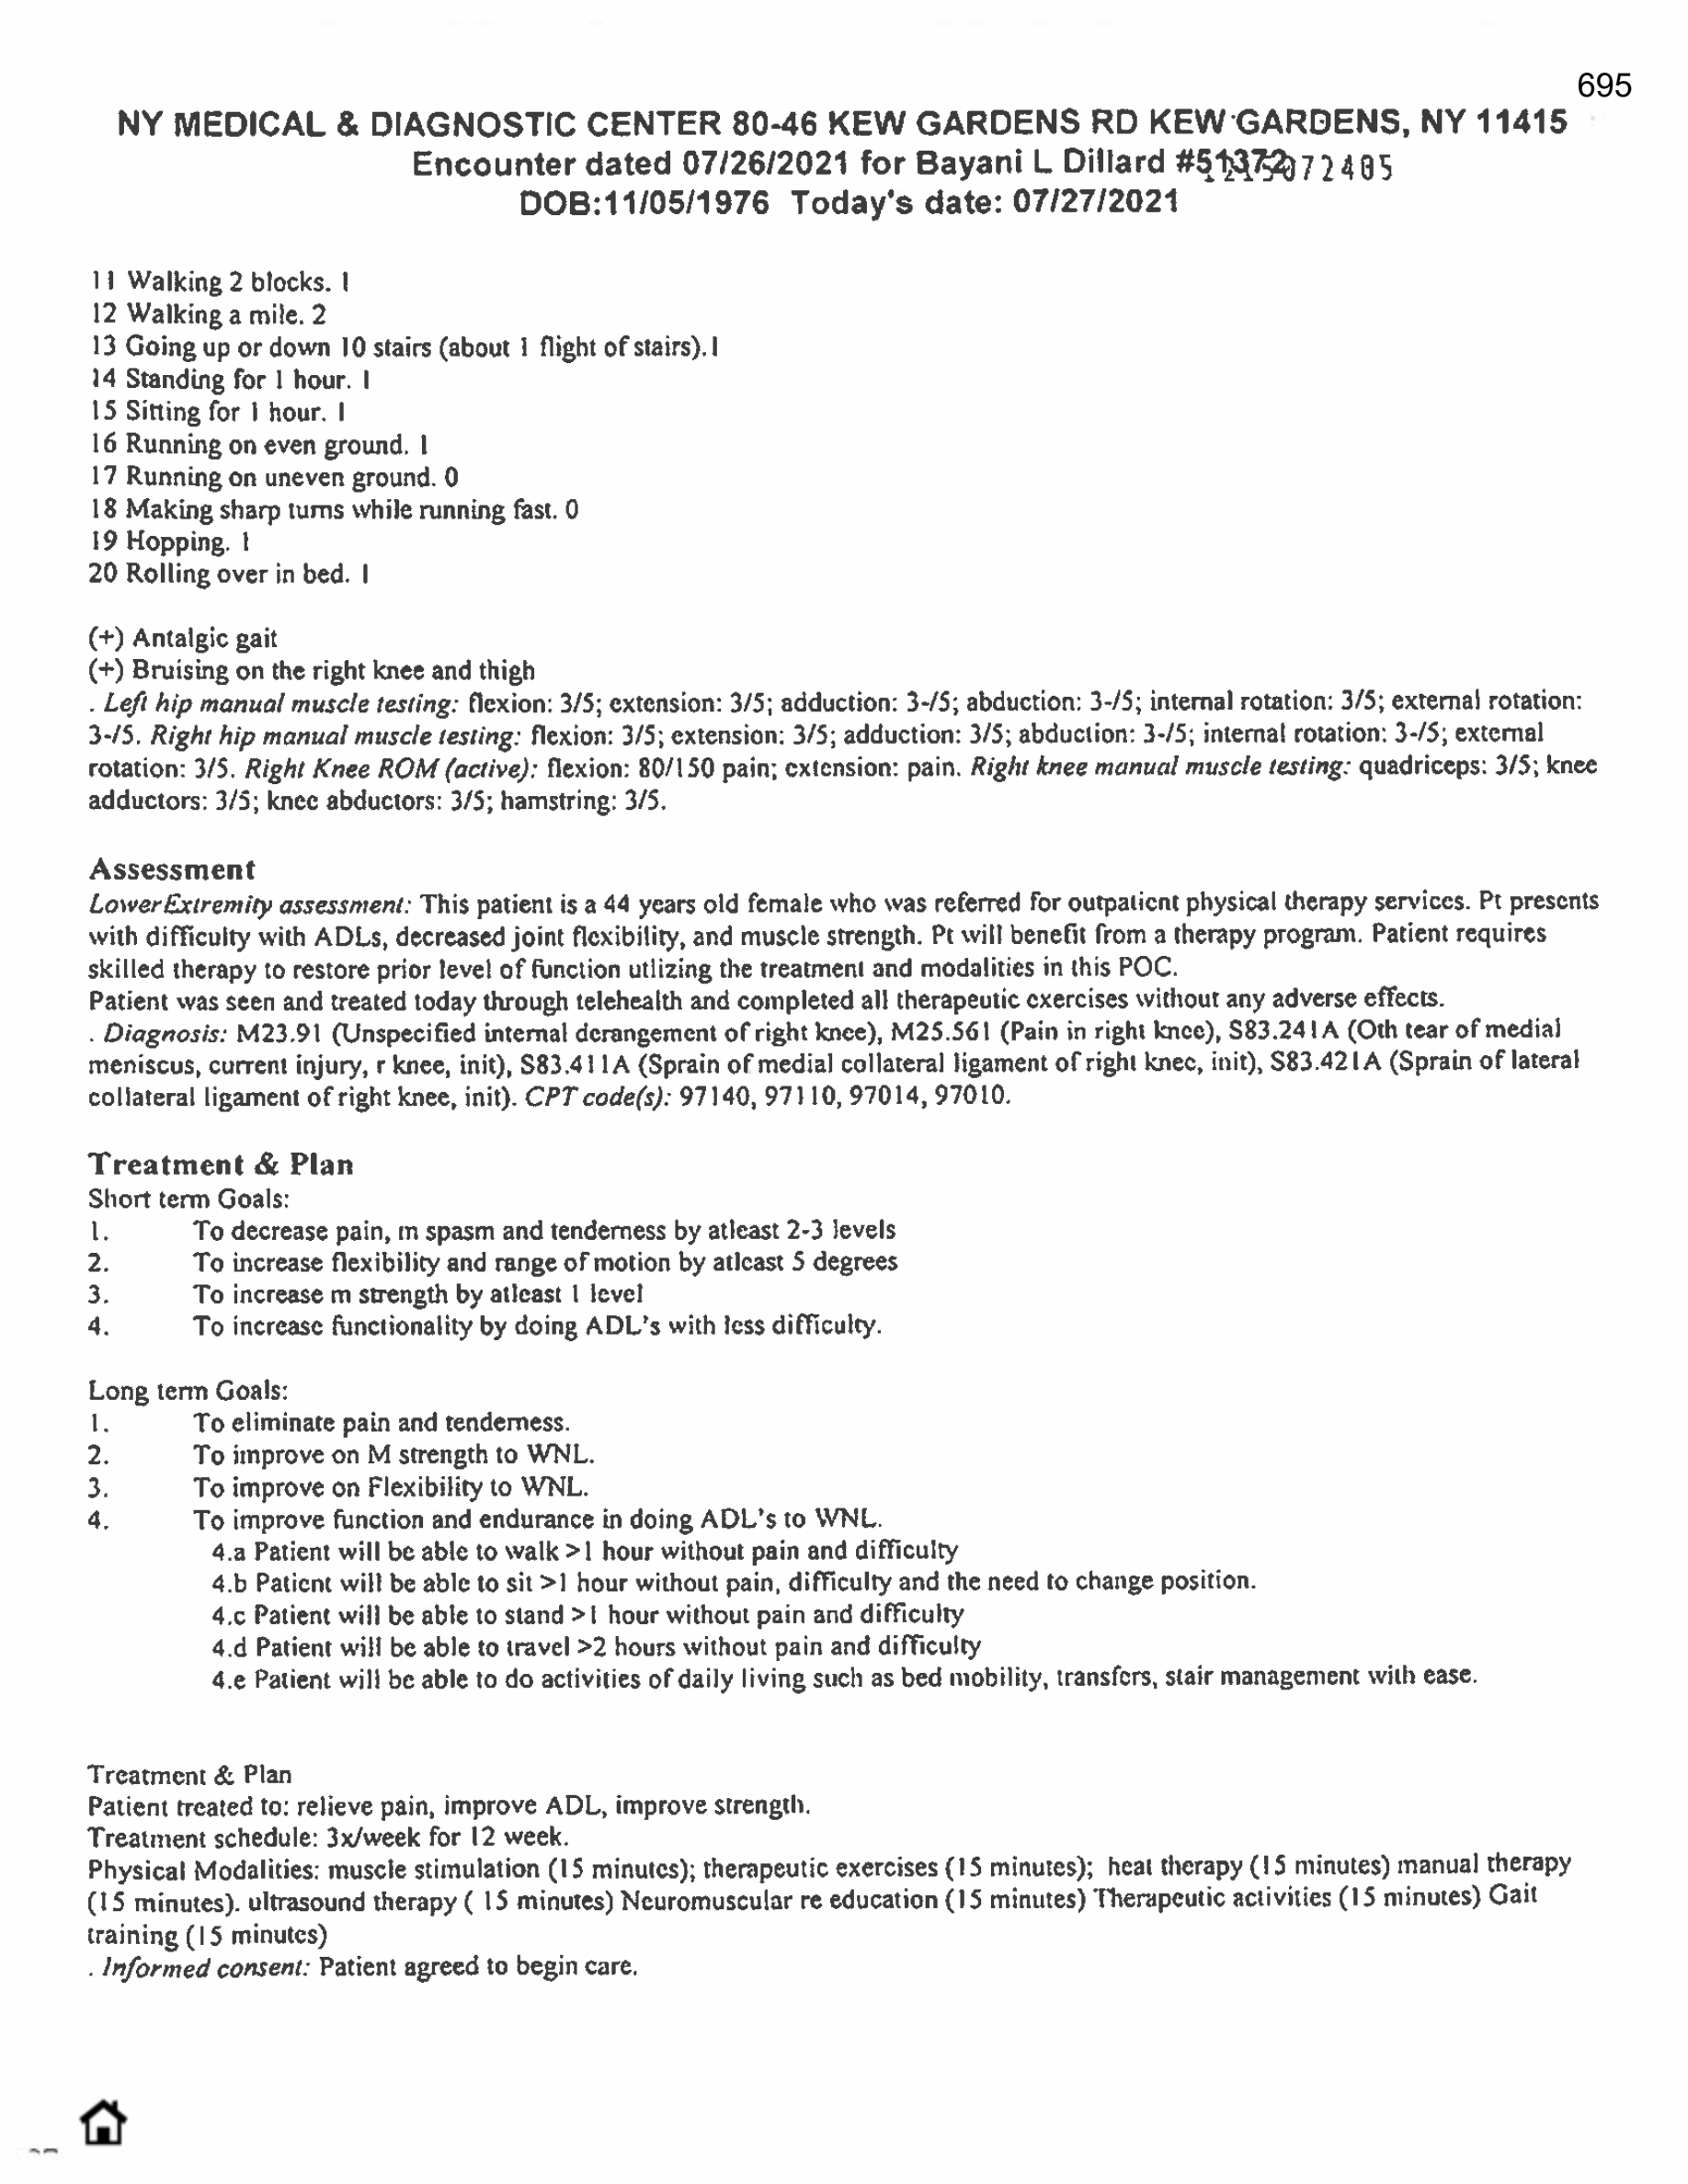 695
NY MEDICAL & DIAGNOSTIC CENTER 80-46 KEW GARDENS RD KEW GARDENS, NY 11415
Encounter dated 07/26/2021 for Bayani L Dillard
DOB:11/05/1976 Today's date: 07/27/2021
11 Walking 2 blocks. 1
12 Walking a mile. 2
13 Going up or down 10 stairs (about 1 flight of stairs). 1
14 Standing for 1 hour. 1
15 Sitting for 1 hour. 1
16 Running on even ground. 1
17 Running on uneven ground. 0
18 Making sharp turns while running fast. 0
19 Hopping. 1
20 Rolling over in bed. 1
(+) Antalgic gait
(+) Bruising on the right knee and thigh
. Left hip manual muscle testing: flexion: 3/5; extension: 3/5; adduction: 3-/5; abduction: 3-/5; internal rotation: 3/5; external rotation:
3-/5. Right hip manual muscle testing: flexion: 3/5; extension: 3/5; adduction: 3/5; abduction: 3-/5; internal rotation: 3-/5; external
rotation: 3/5. Right Knee ROM (active): flexion: 80/150 pain; extension: pain. Right knee manual muscle testing: quadriceps: 3/5; knee
adductors: 3/5; knee abductors: 3/5; hamstring: 3/5.
Assessment
LowerExtremity assessment: This patient is a 44 years old female who was referred for outpatient physical therapy services. Pt presents
with difficulty with ADLs, decreased joint flexibility, and muscle strength. Pt will benefit from a therapy program. Patient requires
skilled therapy to restore prior level of function utlizing the treatment and modalities in this POC.
Patient was seen and treated today through telehealth and completed all therapeutic exercises without any adverse effects.
. Diagnosis: M23.91 (Unspecified internal derangement of right knee), M25.561 (Pain in right knee), S83.241A (Oth tear of medial
meniscus, current injury, r knee, init), S83.411A (Sprain of medial collateral ligament of right knee, init), S83.421A (Sprain of lateral
collateral ligament of right knee, init). CPT code(s): 97140, 97110, 97014, 97010.
Treatment & Plan
Short term Goals:
1. To decrease pain, m spasm and tenderness by atleast 2-3 levels
2. To increase flexibility and range of motion by atleast 5 degrees
3. To increase m strength by atleast 1 level
4. To increase functionality by doing ADL's with less difficulty.
Long term Goals:
1. To eliminate pain and tenderness.
2. To improve on M strength to WNL.
3. To improve on Flexibility to WNL.
4. To improve function and endurance in doing ADL's to WNL.
4.a Patient will be able to walk >1 hour without pain and difficulty
4.b Patient will be able to sit >1 hour without pain, difficulty and the need to change position.
4.c Patient will be able to stand >1 hour without pain and difficulty
4.d Patient will be able to travel >2 hours without pain and difficulty
4.e Patient will be able to do activities of daily living such as bed mobility, transfers, stair management with ease.
Treatment & Plan
Patient treated to: relieve pain, improve ADL, improve strength.
Treatment schedule: 3x/week for 12 week.
Physical Modalities: muscle stimulation (15 minutes); therapeutic exercises (15 minutes); heat therapy (15 minutes) manual therapy
(15 minutes). ultrasound therapy ( 15 minutes) Neuromuscular re education (15 minutes) Therapeutic activities (15 minutes) Gait
training (15 minutes)
. Informed consent: Patient agreed to begin care.